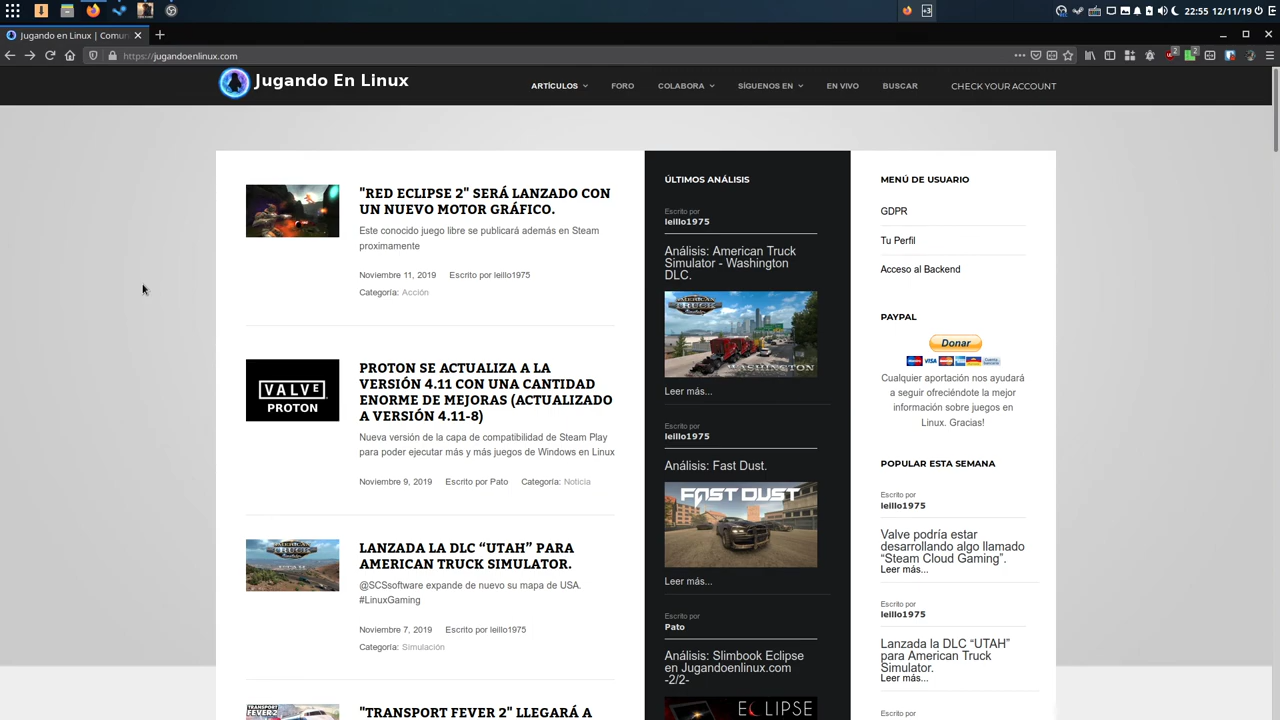 22:55 12/11/19
Jugando en Linux | Comun
https://jugandoenlinux.com
Jugando En Linux
ARTÍCULOS
FORO
COLABORA
SÍGUENOS EN
EN VIVO
BUSCAR
CHECK YOUR ACCOUNT
"RED ECLIPSE 2" SERÁ LANZADO CON
UN NUEVO MOTOR GRÁFICO.
Este conocido juego libre se publicará además en Steam
proximamente
Noviembre 11, 2019 Escrito por leillo1975
Categoría: Acción
VALVE
PROTON
PROTON SE ACTUALIZA A LA
VERSIÓN 4.11 CON UNA CANTIDAD
ENORME DE MEJORAS (ACTUALIZADO
A VERSIÓN 4.11-8)
Nueva versión de la capa de compatibilidad de Steam Play
para poder ejecutar más y más juegos de Windows en Linux
Noviembre 9, 2019 Escrito por Pato Categoría: Noticia
LANZADA LA DLC “UTAH” PARA
AMERICAN TRUCK SIMULATOR.
@SCSsoftware expande de nuevo su mapa de USA.
#LinuxGaming
Noviembre 7, 2019 Escrito por leillo1975
Categoría: Simulación
TRANSPORT FEVER2
"TRANSPORT FEVER 2" LLEGARÁ A
ÚLTIMOS ANÁLISIS
Escrito por
leillo1975
Análisis: American Truck
Simulator - Washington
DLC.
AMERICAN
TRUCK
WASHINGTON
Leer más...
Escrito por
leillo1975
Análisis: Fast Dust.
FAST DUST
Leer más...
Escrito por
Pato
Análisis: Slimbook Eclipse
en Jugandoenlinux.com
-2/2-
ECLIPSE
MENÚ DE USUARIO
GDPR
Tu Perfil
Acceso al Backend
PAYPAL
Donar
VISA
Cualquier aportación nos ayudará
a seguir ofreciéndote la mejor
información sobre juegos en
Linux. Gracias!
POPULAR ESTA SEMANA
Escrito por
leillo1975
Valve podría estar
desarrollando algo llamado
“Steam Cloud Gaming”.
Leer más...
Escrito por
leillo1975
Lanzada la DLC “UTAH”
para American Truck
Simulator.
Leer más...
Escrito por